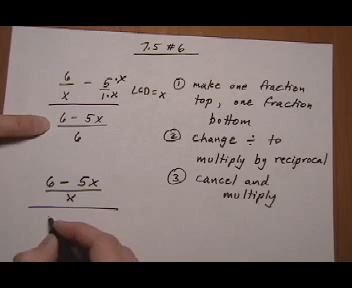 7.5 #6
6/x - 5·x/1·x LCD = x
6 - 5x
6
6 - 5x
x
① make one fraction
top, one fraction
bottom
② change ÷ to
multiply by reciprocal
③ cancel and
multiply